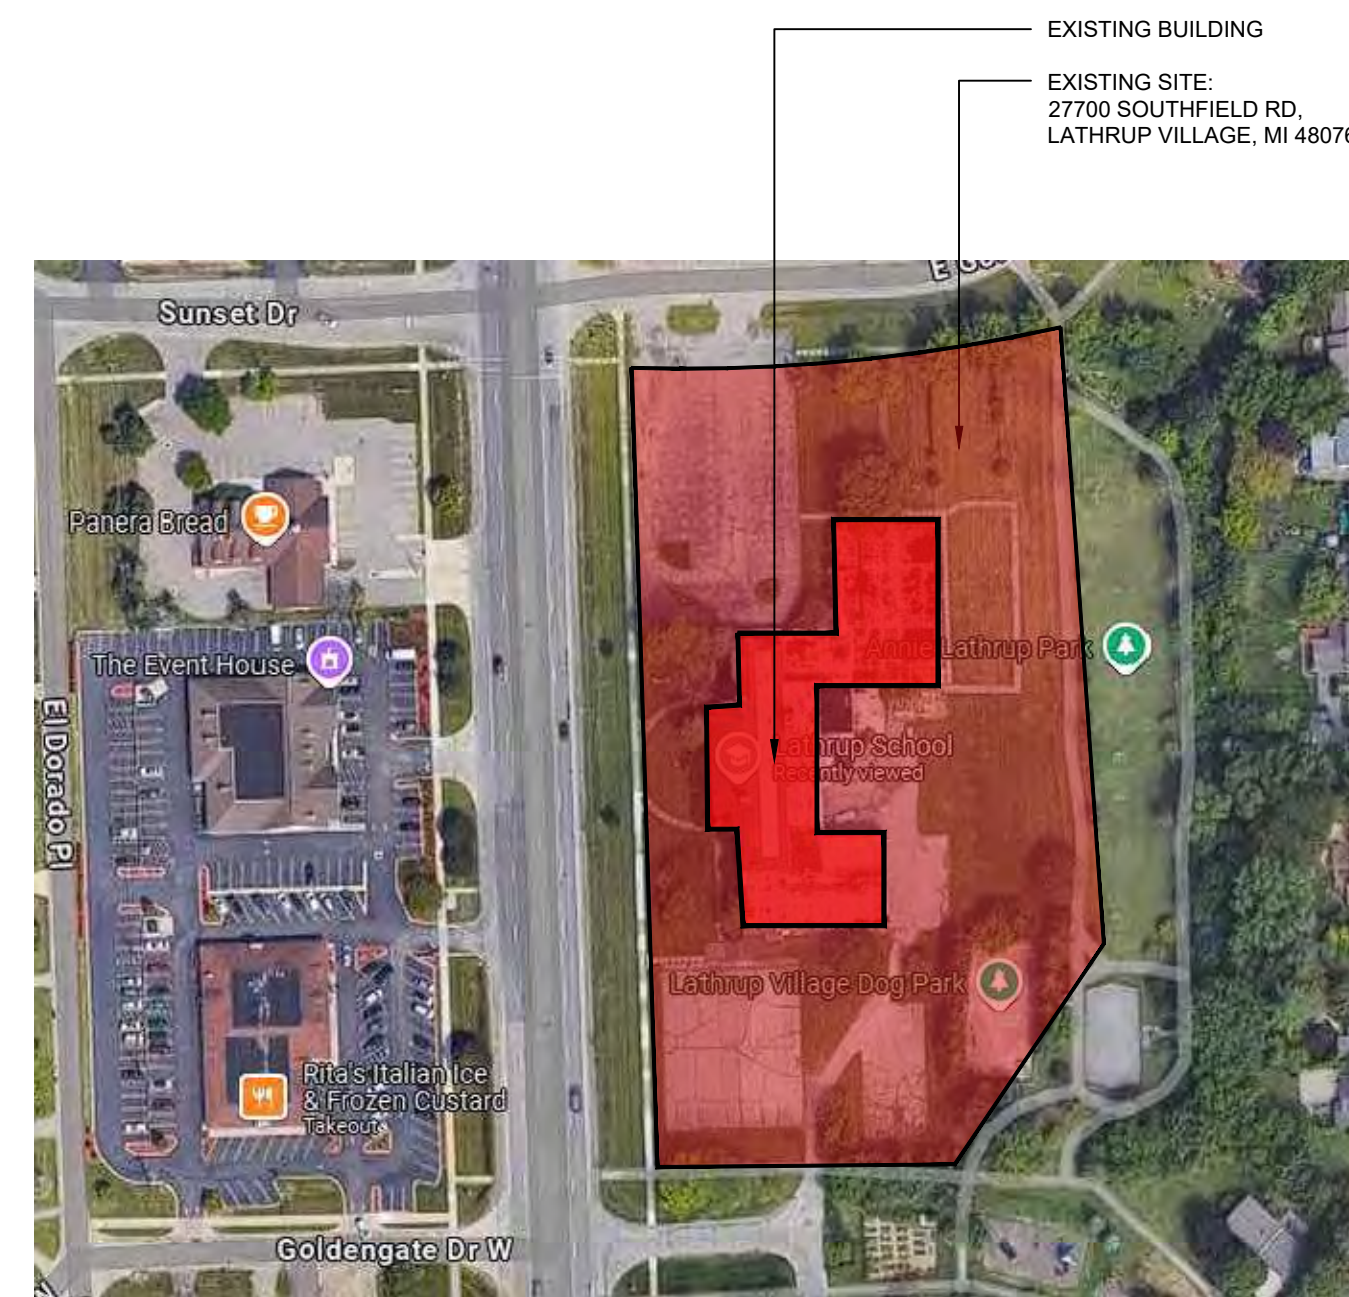 EXISTING BUILDING
EXISTING SITE:
27700 SOUTHFIELD RD,
LATHRUP VILLAGE, MI 48076
Sunset Dr
Panera Bread
The Event House
Annie Lathrup Park
El Dorado Pl
Lathrup School
Recently viewed
Lathrup Village Dog Park
Rita's Italian Ice
& Frozen Custard
Takeout
Goldengate Dr W